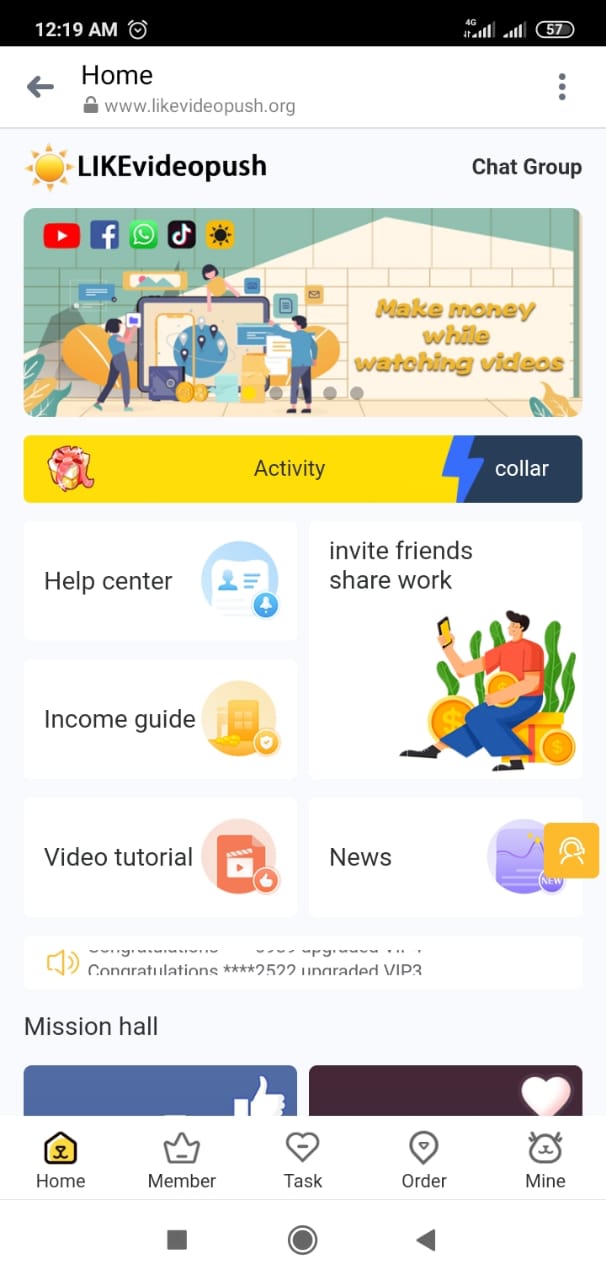 12:19 AM
4G
57
Home
www.likevideopush.org
LIKEvideopush
Chat Group
Make money
while
watching videos
Activity
collar
Help center
invite friends
share work
Income guide
Video tutorial
News
NEW
Congratulations ****2522 upgraded VIP3
Mission hall
Home
Member
Task
Order
Mine